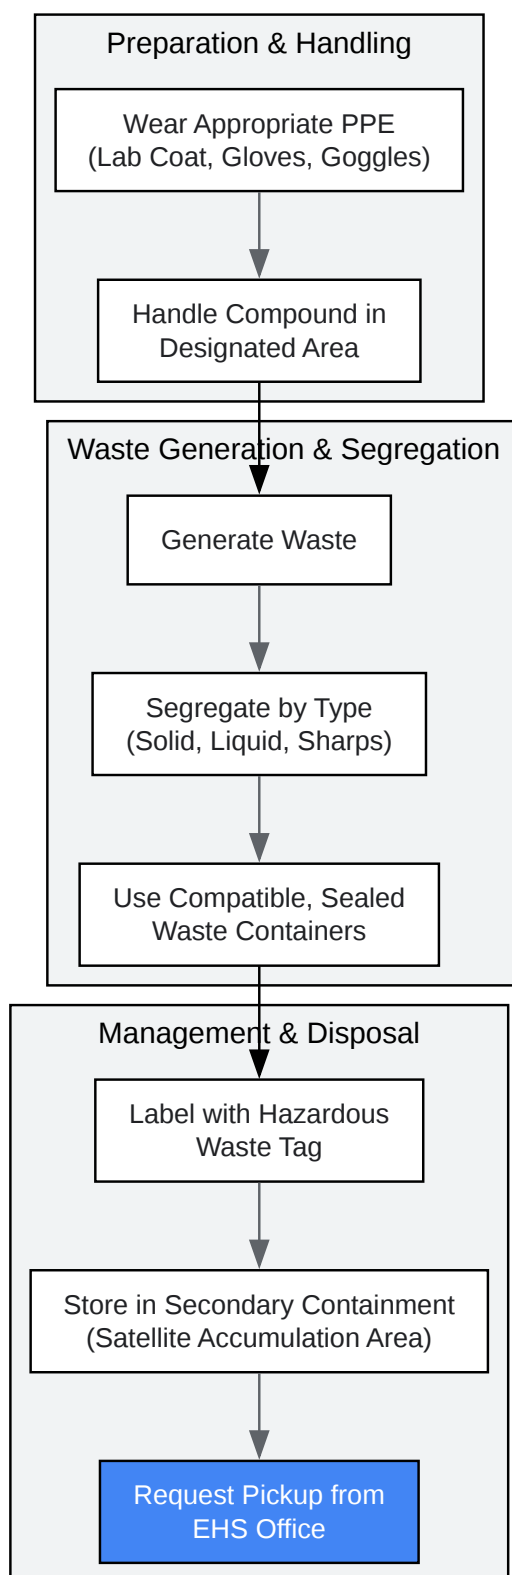 Preparation & Handling
Wear Appropriate PPE
(Lab Coat, Gloves, Goggles)
Handle Compound in
Designated Area
Waste Generation & Segregation
Generate Waste
Segregate by Type
(Solid, Liquid, Sharps)
Use Compatible, Sealed
Waste Containers
Management & Disposal
Label with Hazardous
Waste Tag
Store in Secondary Containment
(Satellite Accumulation Area)
Request Pickup from
EHS Office